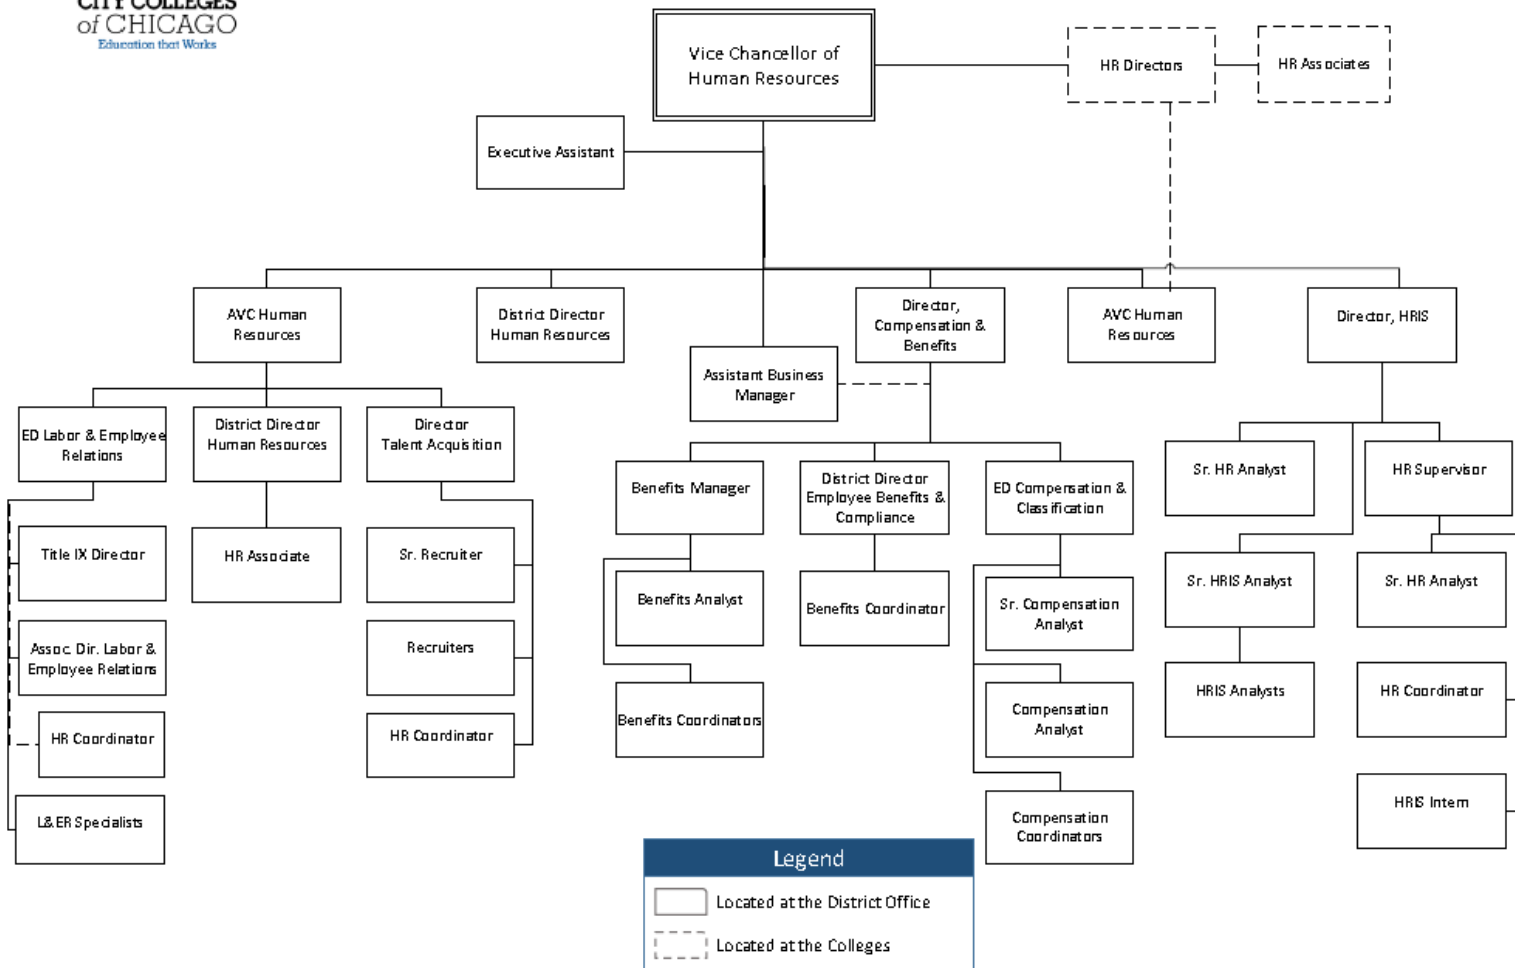 CITY COLLEGES
of CHICAGO
Education that Works
Vice Chancellor of
Human Resources
HR Directors
HR Associates
Executive Assistant
AVC Human
Resources
District Director
Human Resources
Director,
Compensation &
Benefits
AVC Human
Resources
Director, HRIS
Assistant Business
Manager
ED Labor & Employee
Relations
District Director
Human Resources
Director
Talent Acquisition
Benefits Manager
District Director
Employee Benefits &
Compliance
ED Compensation &
Classification
Sr. HR Analyst
HR Supervisor
Title IX Director
HR Associate
Sr. Recruiter
Benefits Analyst
Benefits Coordinator
Sr. Compensation
Analyst
Sr. HRIS Analyst
Sr. HR Analyst
Assoc. Dir. Labor &
Employee Relations
Recruiters
HR Coordinator
HR Coordinator
Benefits Coordinators
Compensation
Analyst
HRIS Analysts
HR Coordinator
L&ER Specialists
Compensation
Coordinators
HRIS Intern
Legend
Located at the District Office
Located at the Colleges